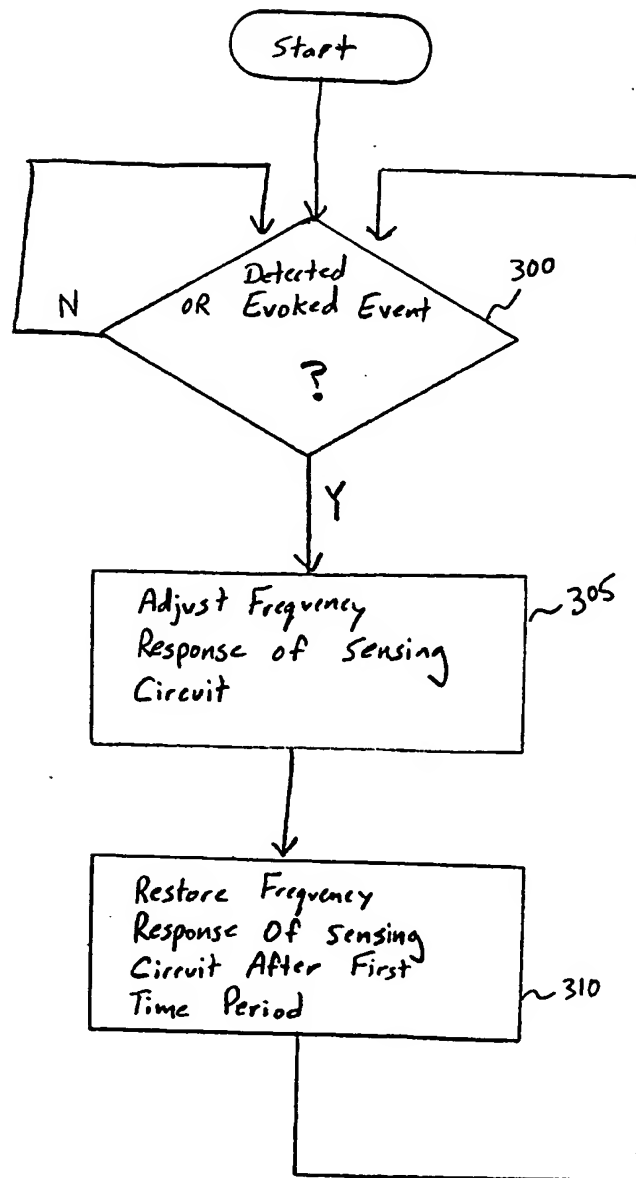 Start
Detected
OR Evoked Event
?
300
N
Y
Adjust Frequency
Response of Sensing
Circuit
305
Restore Frequency
Response Of Sensing
Circuit After First
Time Period
310